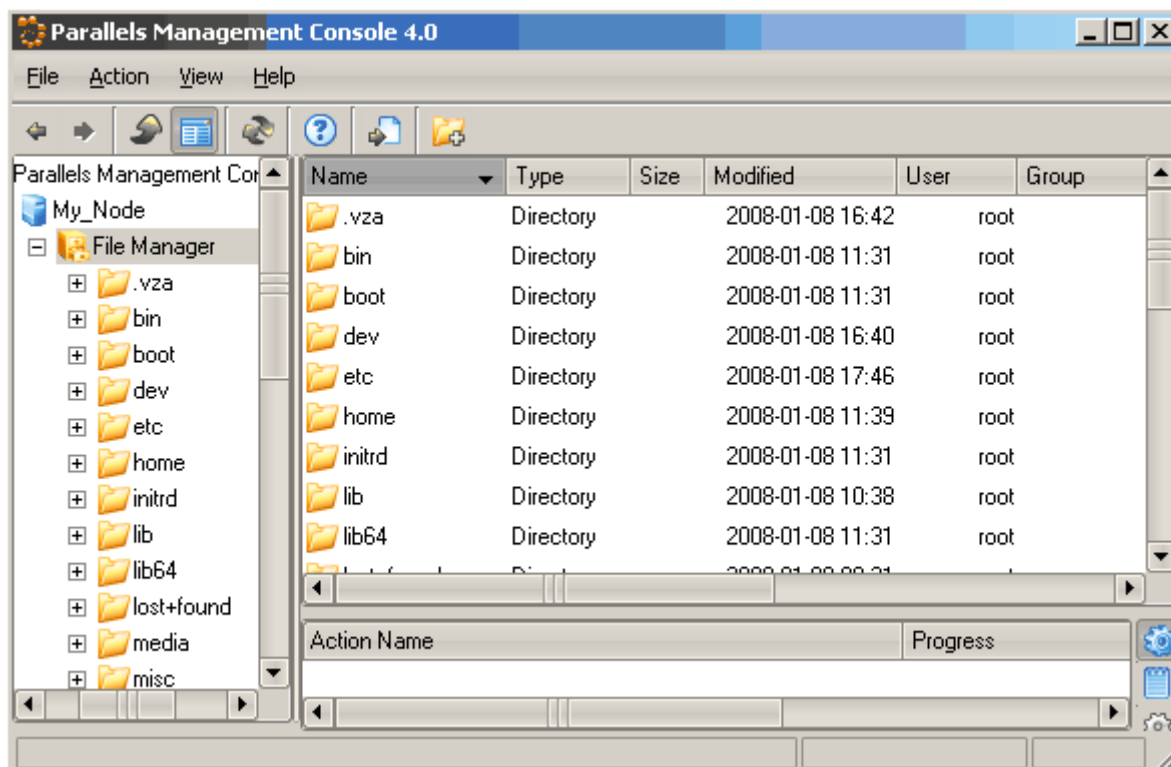 Parallels Management Console 4.0
File Action View Help
Parallels Management Con
My_Node
File Manager
.vza
bin
boot
dev
etc
home
initrd
lib
lib64
lost+found
media
misc
Name Type Size Modified User Group
.vza Directory 2008-01-08 16:42 root
bin Directory 2008-01-08 11:31 root
boot Directory 2008-01-08 11:31 root
dev Directory 2008-01-08 16:40 root
etc Directory 2008-01-08 17:46 root
home Directory 2008-01-08 11:39 root
initrd Directory 2008-01-08 11:31 root
lib Directory 2008-01-08 10:38 root
lib64 Directory 2008-01-08 11:31 root
Action Name Progress